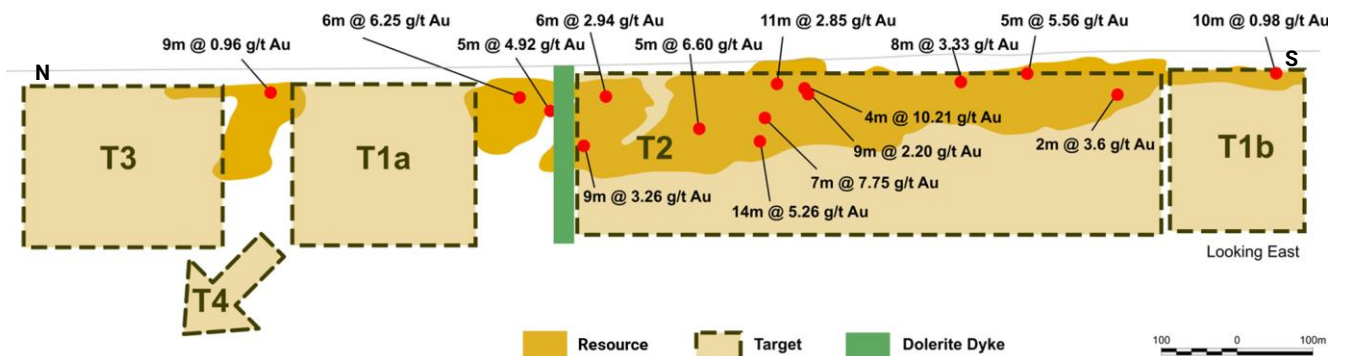 6m @ 6.25 g/t Au
6m @ 2.94 g/t Au
11m @ 2.85 g/t Au
5m @ 5.56 g/t Au
10m @ 0.98 g/t Au
9m @ 0.96 g/t Au
5m @ 4.92 g/t Au
5m @ 6.60 g/t Au
8m @ 3.33 g/t Au
N
S
4m @ 10.21 g/t Au
T3
T1a
T2
9m @ 2.20 g/t Au
2m @ 3.6 g/t Au
T1b
7m @ 7.75 g/t Au
9m @ 3.26 g/t Au
14m @ 5.26 g/t Au
Looking East
T4
Resource
Target
Dolerite Dyke
100 0 100m